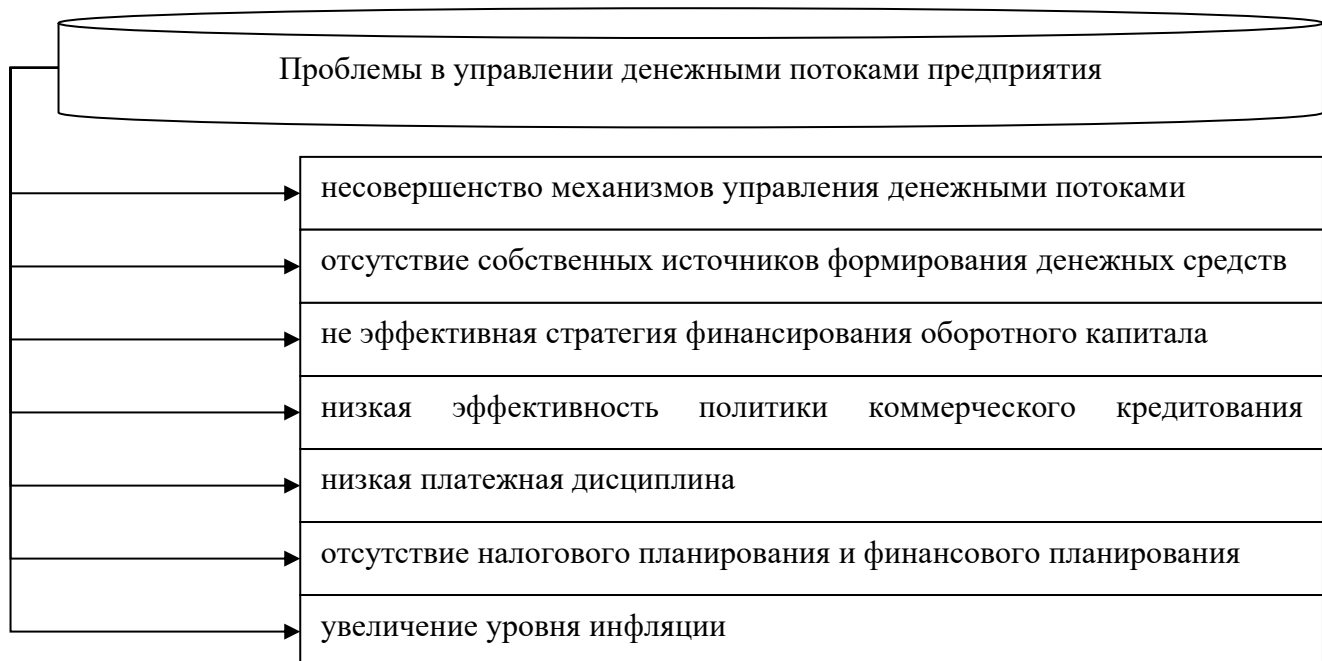 Проблемы в управлении денежными потоками предприятия
несовершенство механизмов управления денежными потоками
отсутствие собственных источников формирования денежных средств
не эффективная стратегия финансирования оборотного капитала
низкая эффективность политики коммерческого кредитования
низкая платежная дисциплина
отсутствие налогового планирования и финансового планирования
увеличение уровня инфляции